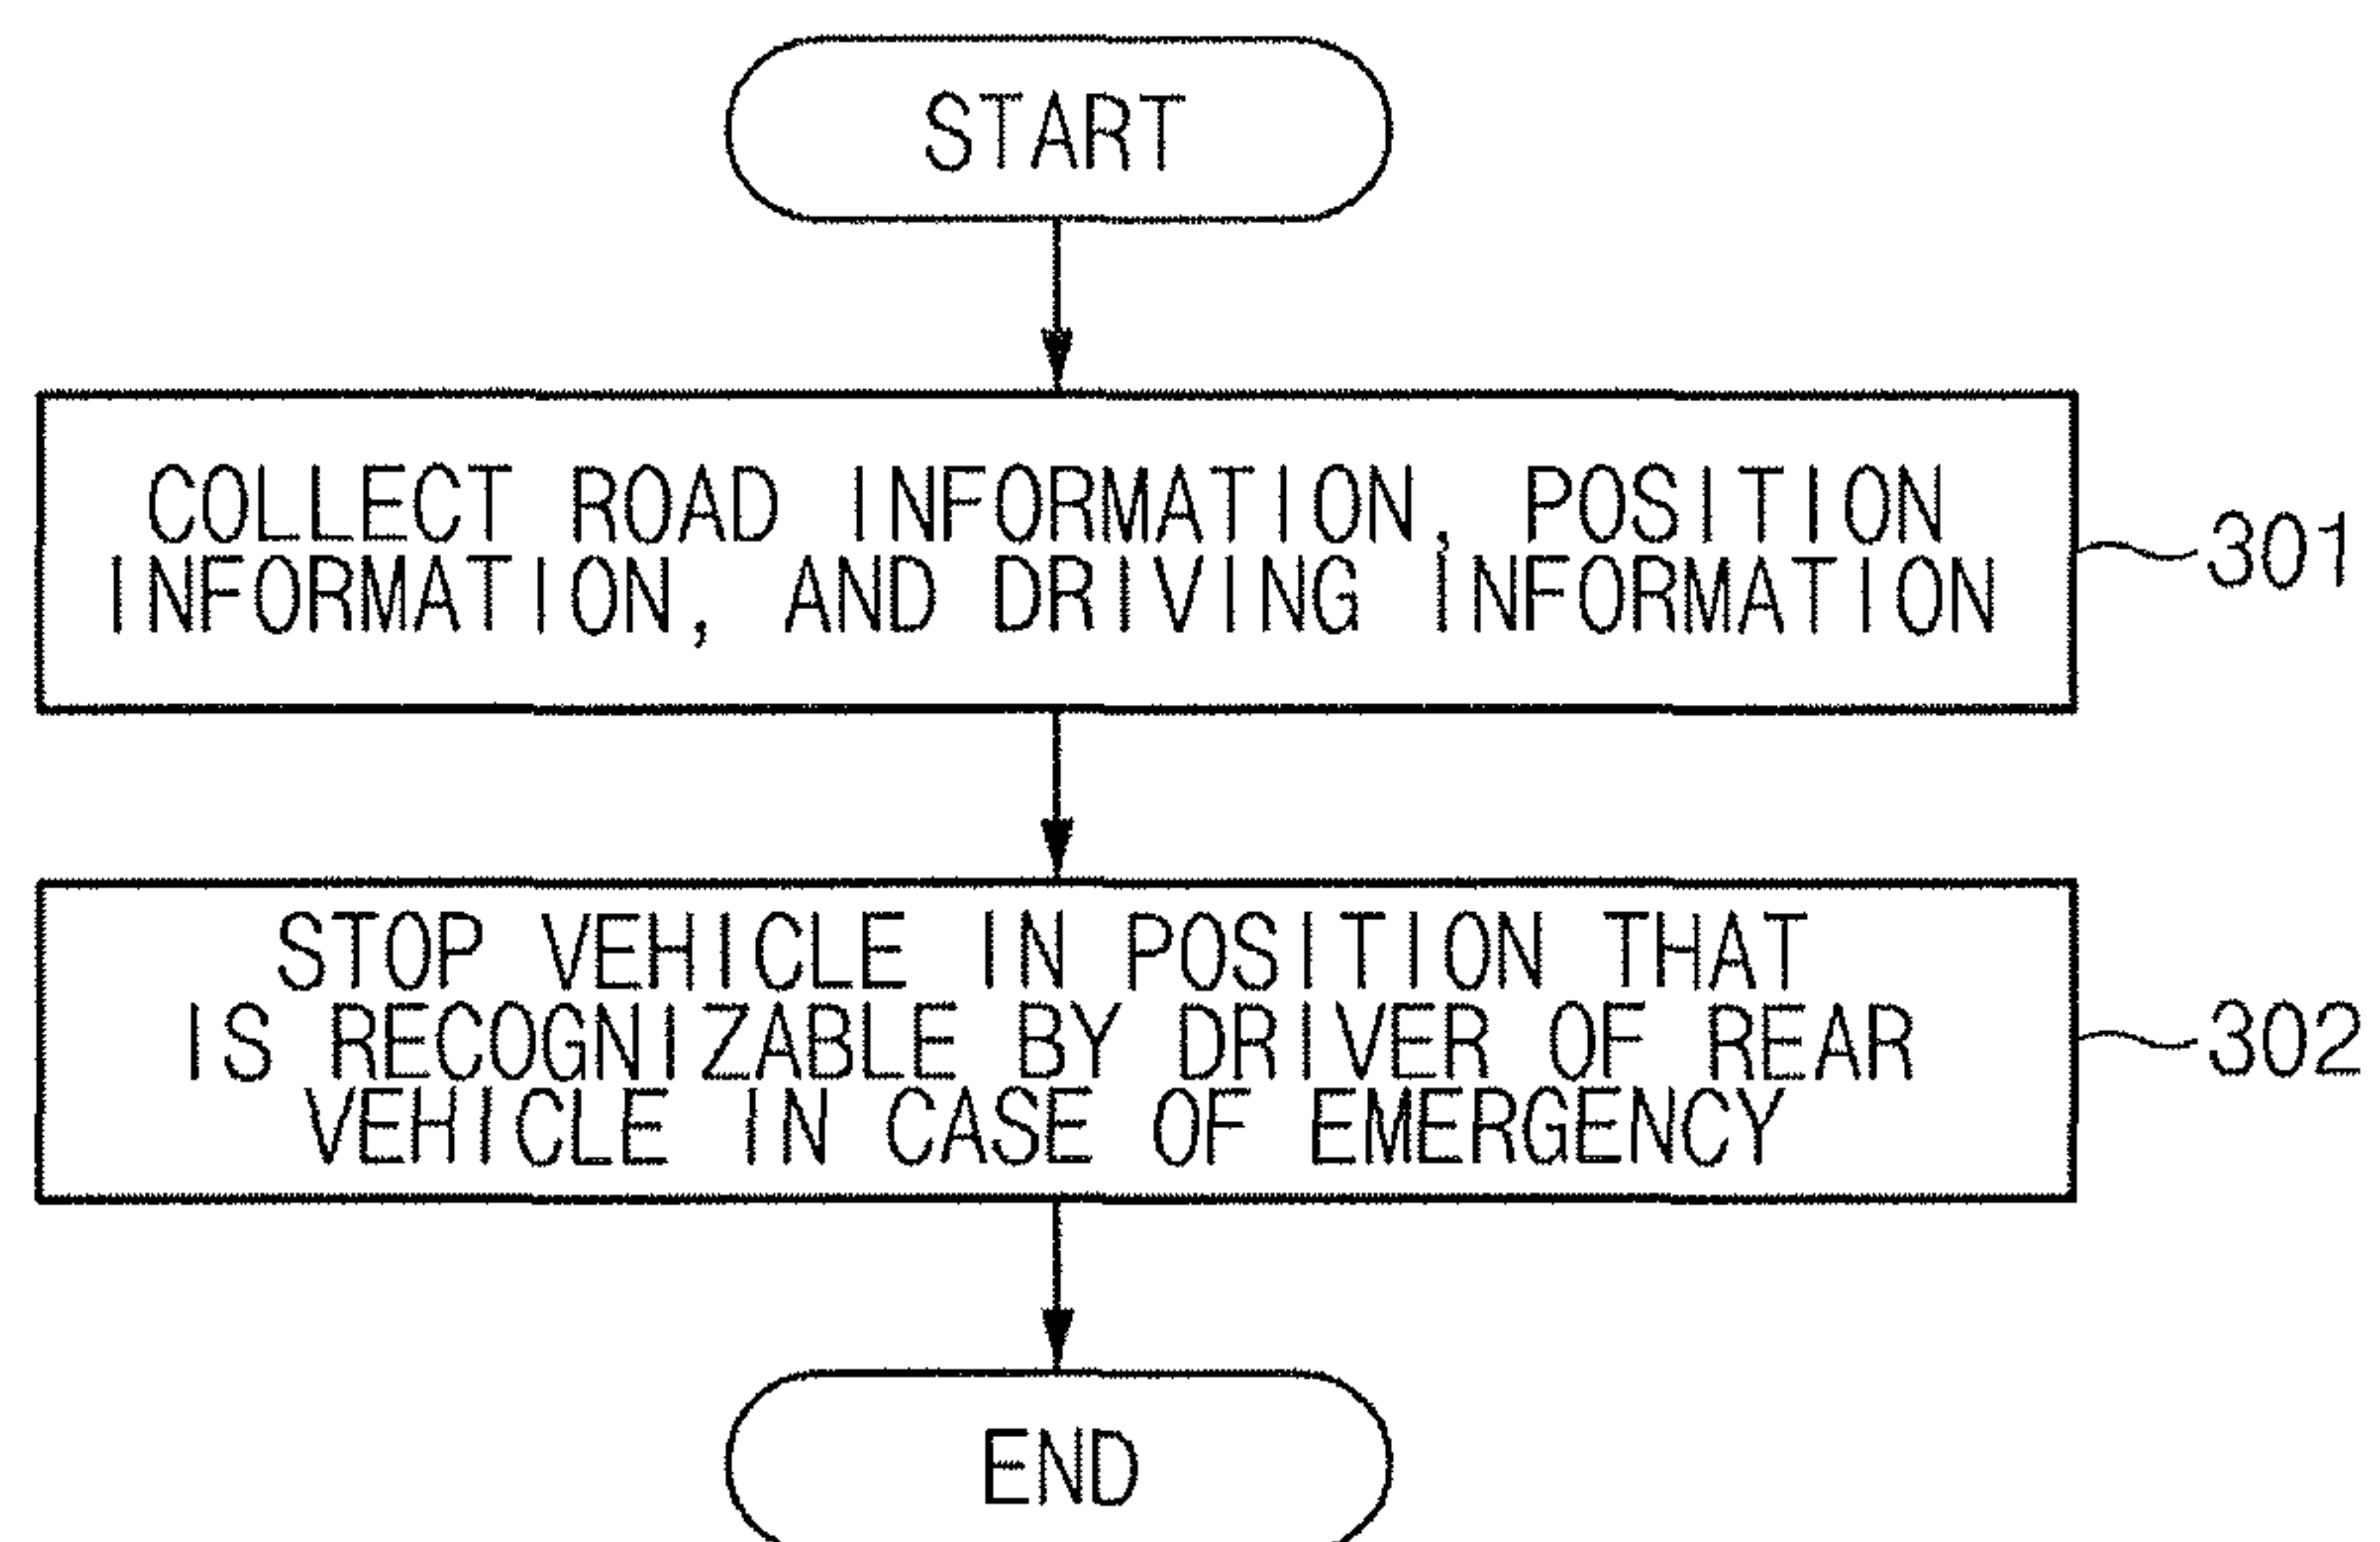 START
COLLECT ROAD INFORMATION, POSITION
INFORMATION, AND DRIVING INFORMATION
301
STOP VEHICLE IN POSITION THAT
IS RECOGNIZABLE BY DRIVER OF REAR
VEHICLE IN CASE OF EMERGENCY
302
END